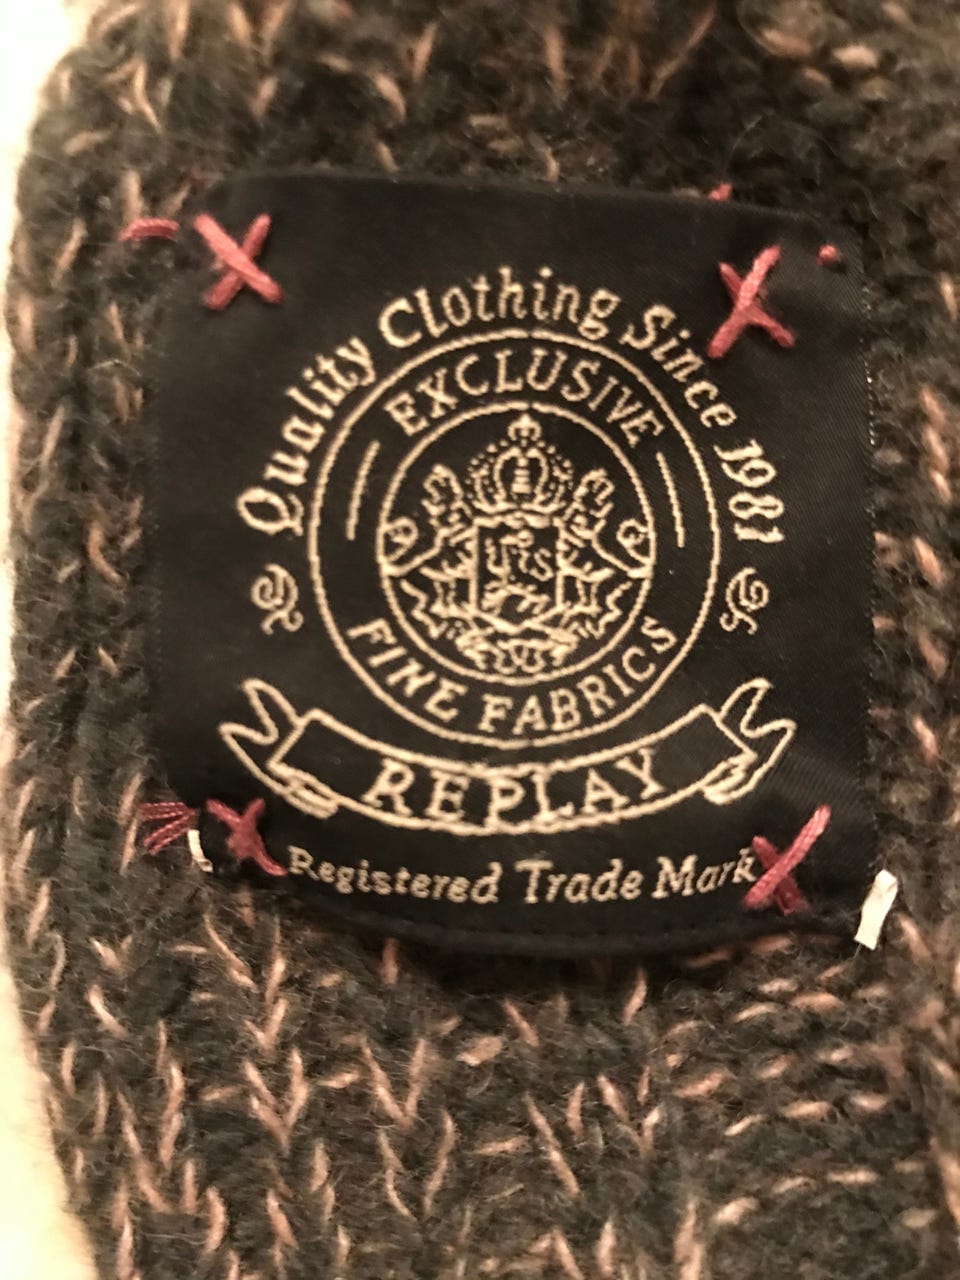 Quality Clothing Since 1981
EXCLUSIVE
FINE FABRICS
REPLAY
Registered Trade Mark